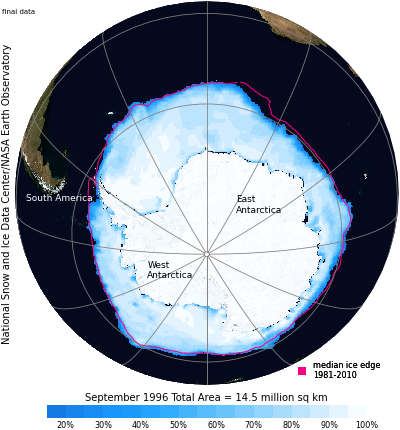 final data
National Snow and Ice Data Center/NASA Earth Observatory
South America
East
Antarctica
West
Antarctica
median ice edge
1981-2010
September 1996 Total Area = 14.5 million sq km
20% 30% 40% 50% 60% 70% 80% 90% 100%